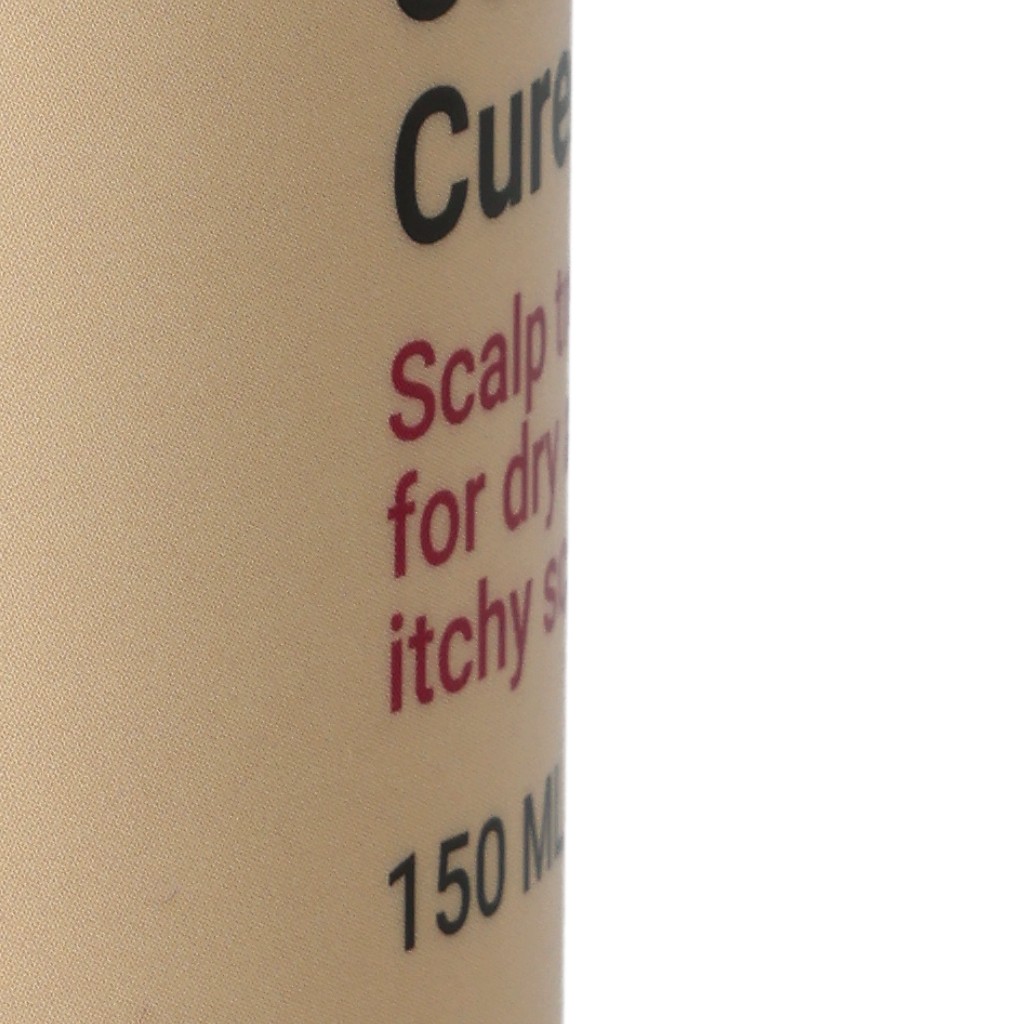 Cure
Scalp
for dry
itchy
150 ML